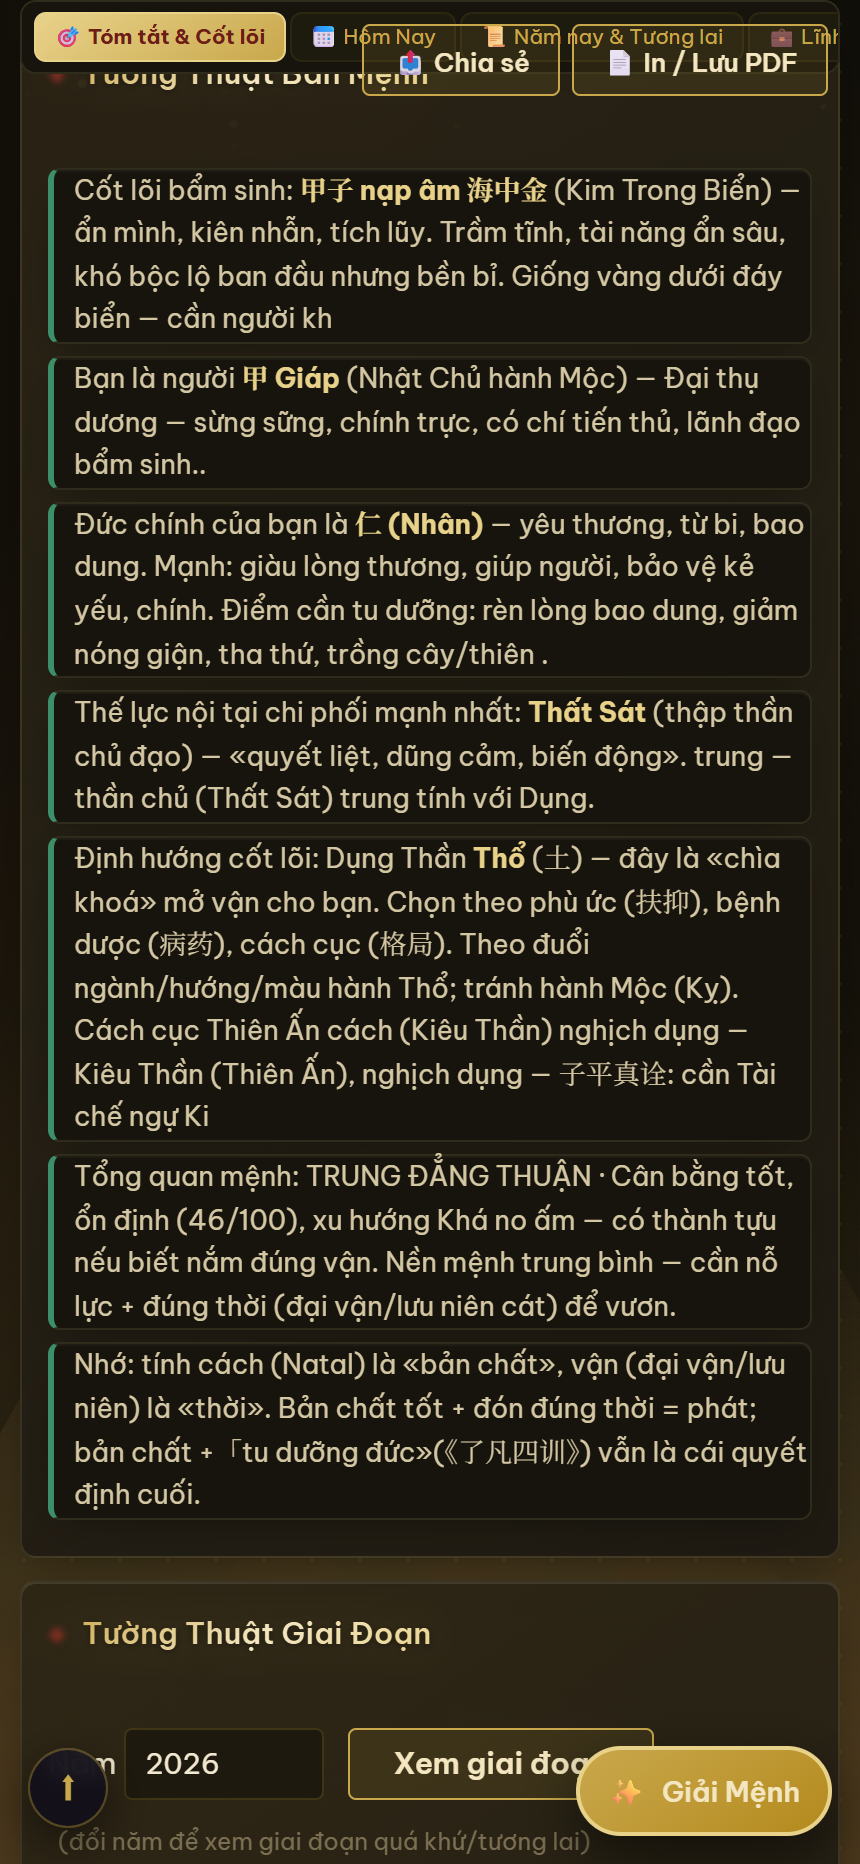 🎯 Tóm tắt & Cốt lõi
Hôm Nay
Năm nay & Tương lai
Lĩnh
Chia sẻ
In / Lưu PDF
Tường Thuật Bản Mệnh
Cốt lõi bẩm sinh: 甲子 nạp âm 海中金 (Kim Trong Biển) —
ẩn mình, kiên nhẫn, tích lũy. Trầm tĩnh, tài năng ẩn sâu,
khó bộc lộ ban đầu nhưng bền bỉ. Giống vàng dưới đáy
biển — cần người kh
Bạn là người 甲 Giáp (Nhật Chủ hành Mộc) — Đại thụ
dương — sừng sững, chính trực, có chí tiến thủ, lãnh đạo
bẩm sinh..
Đức chính của bạn là 仁 (Nhân) — yêu thương, từ bi, bao
dung. Mạnh: giàu lòng thương, giúp người, bảo vệ kẻ
yếu, chính. Điểm cần tu dưỡng: rèn lòng bao dung, giảm
nóng giận, tha thứ, trồng cây/thiên .
Thế lực nội tại chi phối mạnh nhất: Thất Sát (thập thần
chủ đạo) — «quyết liệt, dũng cảm, biến động». trung —
thần chủ (Thất Sát) trung tính với Dụng.
Định hướng cốt lõi: Dụng Thần Thổ (土) — đây là «chìa
khoá» mở vận cho bạn. Chọn theo phù ức (扶抑), bệnh
dược (病药), cách cục (格局). Theo đuổi
ngành/hướng/màu hành Thổ; tránh hành Mộc (Kỵ).
Cách cục Thiên Ấn cách (Kiêu Thần) nghịch dụng —
Kiêu Thần (Thiên Ấn), nghịch dụng — 子平真诠: cần Tài
chế ngự Ki
Tổng quan mệnh: TRUNG ĐẲNG THUẬN · Cân bằng tốt,
ổn định (46/100), xu hướng Khá no ấm — có thành tựu
nếu biết nắm đúng vận. Nền mệnh trung bình — cần nỗ
lực + đúng thời (đại vận/lưu niên cát) để vươn.
Nhớ: tính cách (Natal) là «bản chất», vận (đại vận/lưu
niên) là «thời». Bản chất tốt + đón đúng thời = phát;
bản chất +「tu dưỡng đức»(《了凡四训》) vẫn là cái quyết
định cuối.
Tường Thuật Giai Đoạn
Năm
2026
Xem giai đoạ
✨ Giải Mệnh
(đổi năm để xem giai đoạn quá khứ/tương lai)